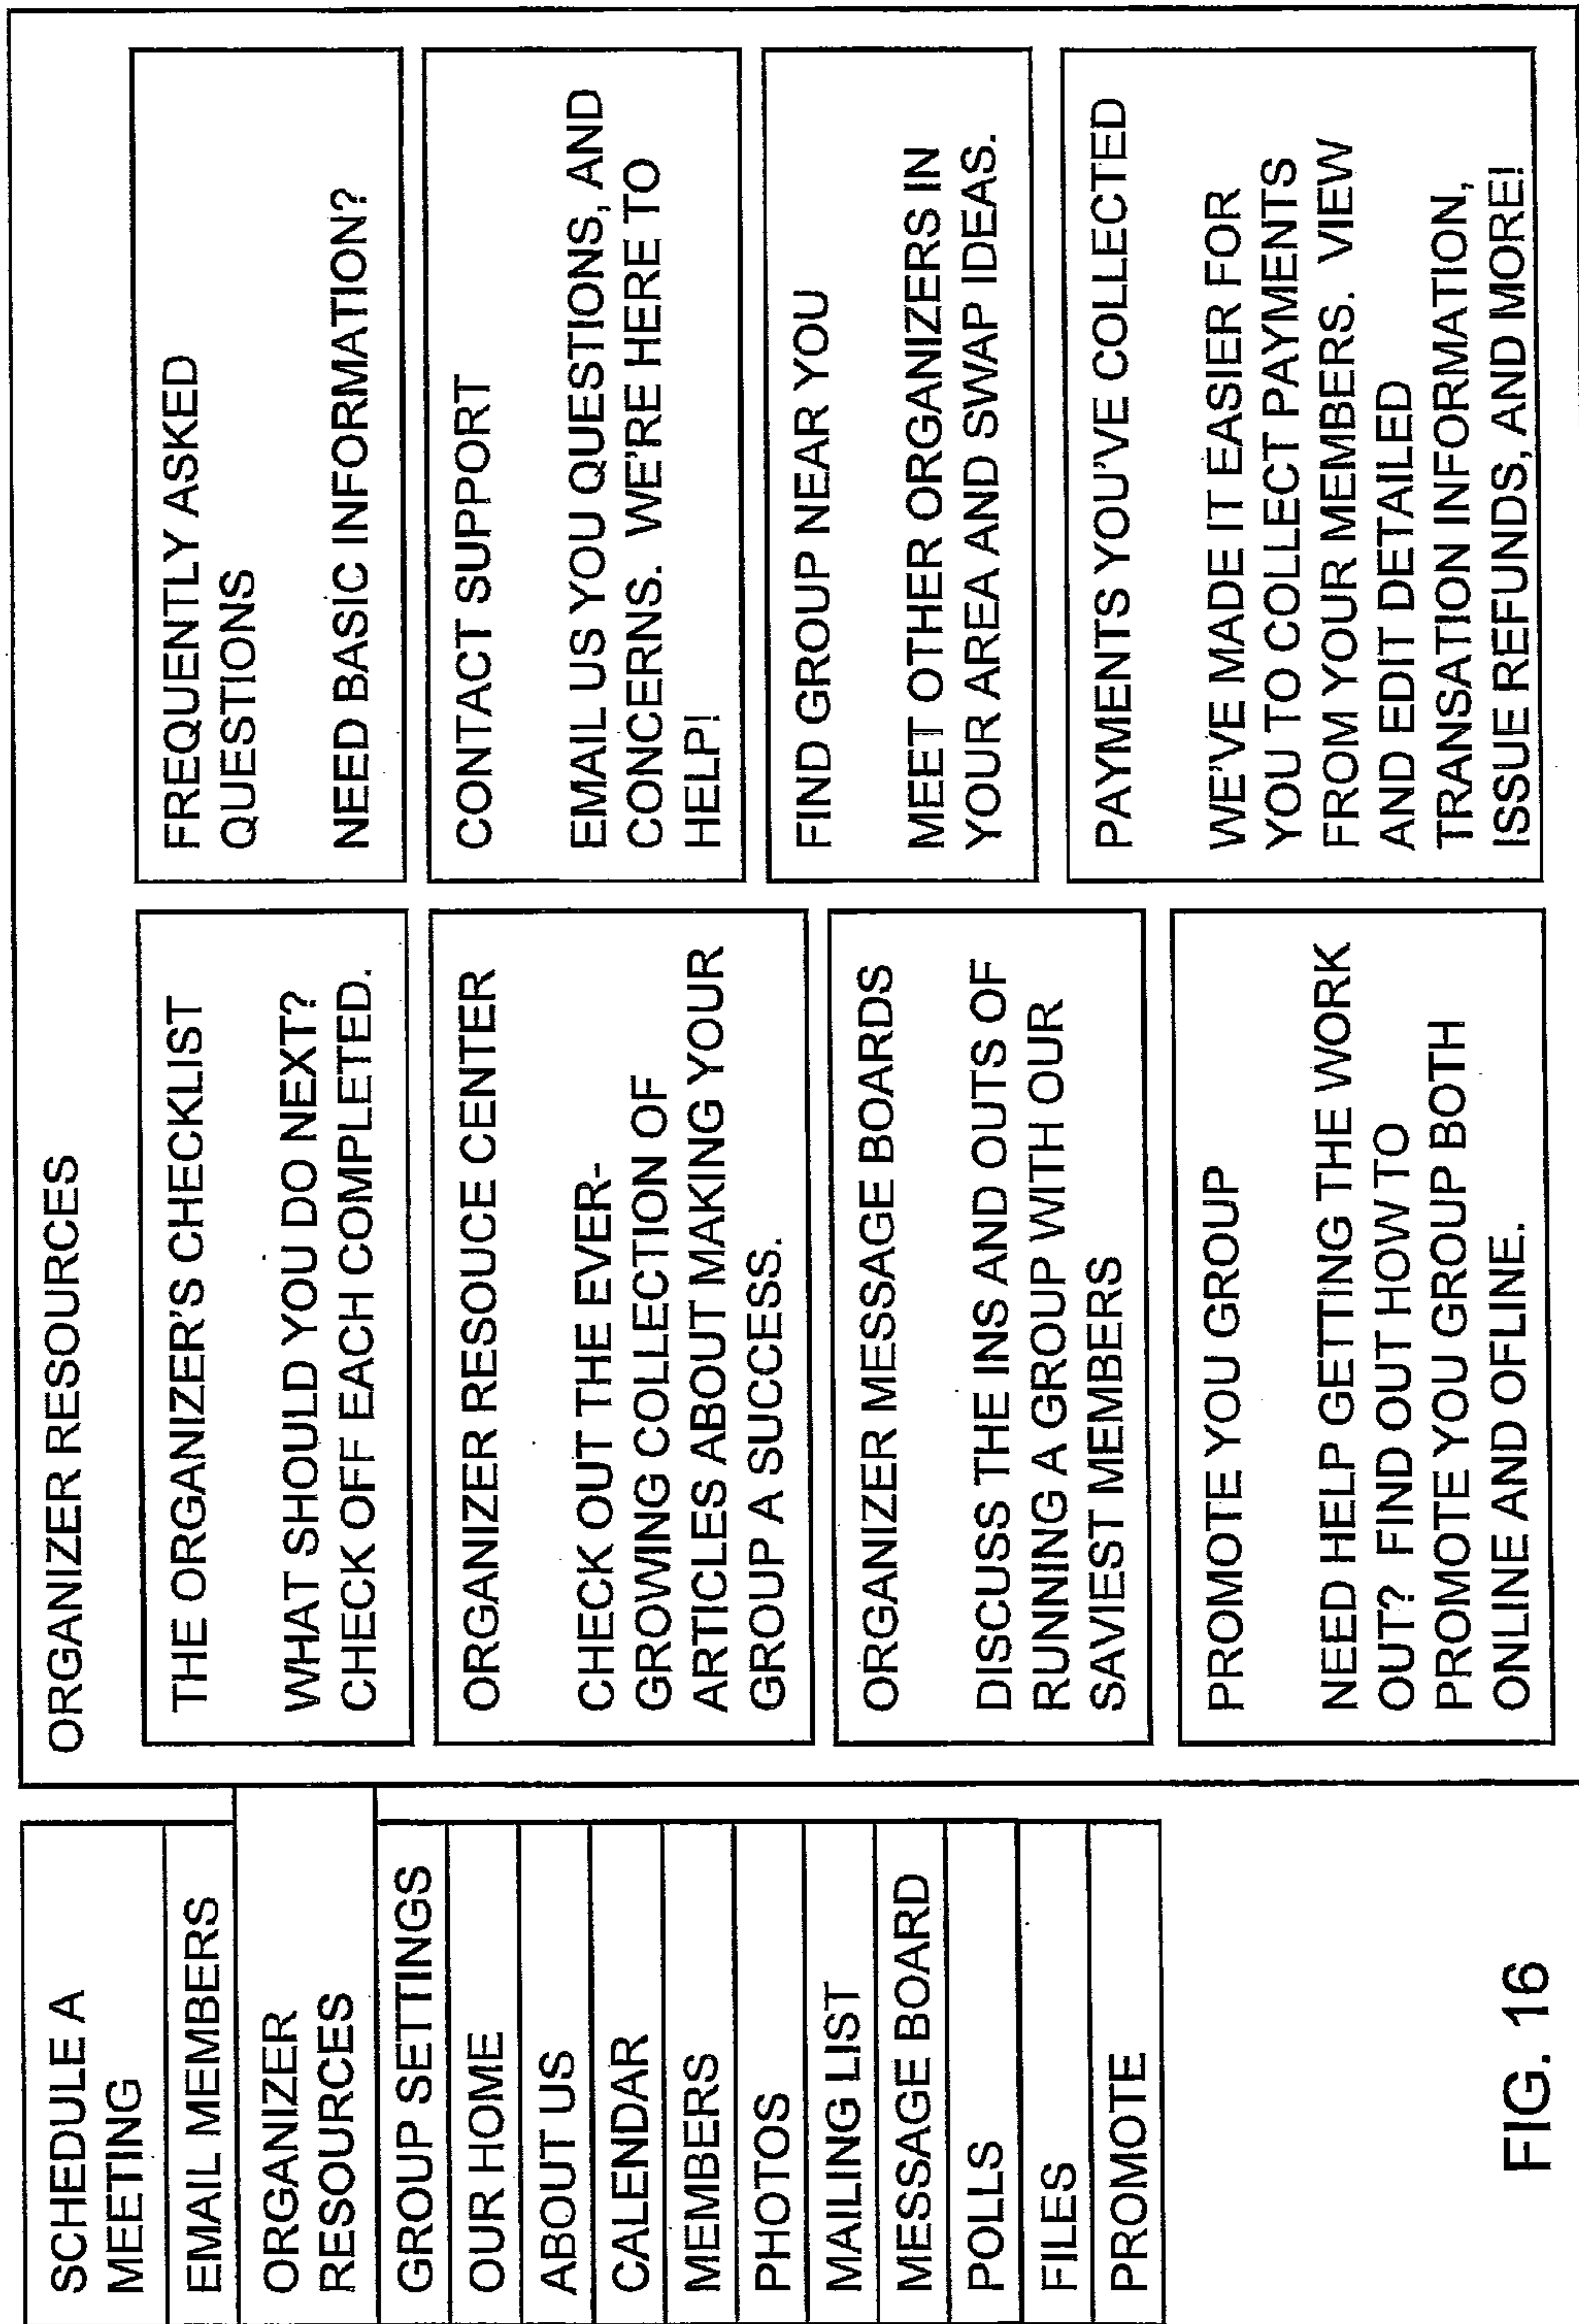 SCHEDULE A
MEETING
EMAIL MEMBERS
ORGANIZER
RESOURCES
GROUP SETTINGS
OUR HOME
ABOUT US
CALENDAR
MEMBERS
PHOTOS
MAILING LIST
MESSAGE BOARD
POLLS
FILES
PROMOTE
ORGANIZER RESOURCES
THE ORGANIZER'S CHECKLIST
WHAT SHOULD YOU DO NEXT?
CHECK OFF EACH COMPLETED.
ORGANIZER RESOUCE CENTER
CHECK OUT THE EVER-
GROWING COLLECTION OF
ARTICLES ABOUT MAKING YOUR
GROUP A SUCCESS.
ORGANIZER MESSAGE BOARDS
DISCUSS THE INS AND OUTS OF
RUNNING A GROUP WITH OUR
SAVIEST MEMBERS
PROMOTE YOU GROUP
NEED HELP GETTING THE WORK
OUT? FIND OUT HOW TO
PROMOTE YOU GROUP BOTH
ONLINE AND OFLINE.
FREQUENTLY ASKED
QUESTIONS
NEED BASIC INFORMATION?
CONTACT SUPPORT
EMAIL US YOU QUESTIONS, AND
CONCERNS. WE'RE HERE TO
HELP!
FIND GROUP NEAR YOU
MEET OTHER ORGANIZERS IN
YOUR AREA AND SWAP IDEAS.
PAYMENTS YOU'VE COLLECTED
WE'VE MADE IT EASIER FOR
YOU TO COLLECT PAYMENTS
FROM YOUR MEMBERS. VIEW
AND EDIT DETAILED
TRANSATION INFORMATION,
ISSUE REFUNDS, AND MORE!
FIG. 16